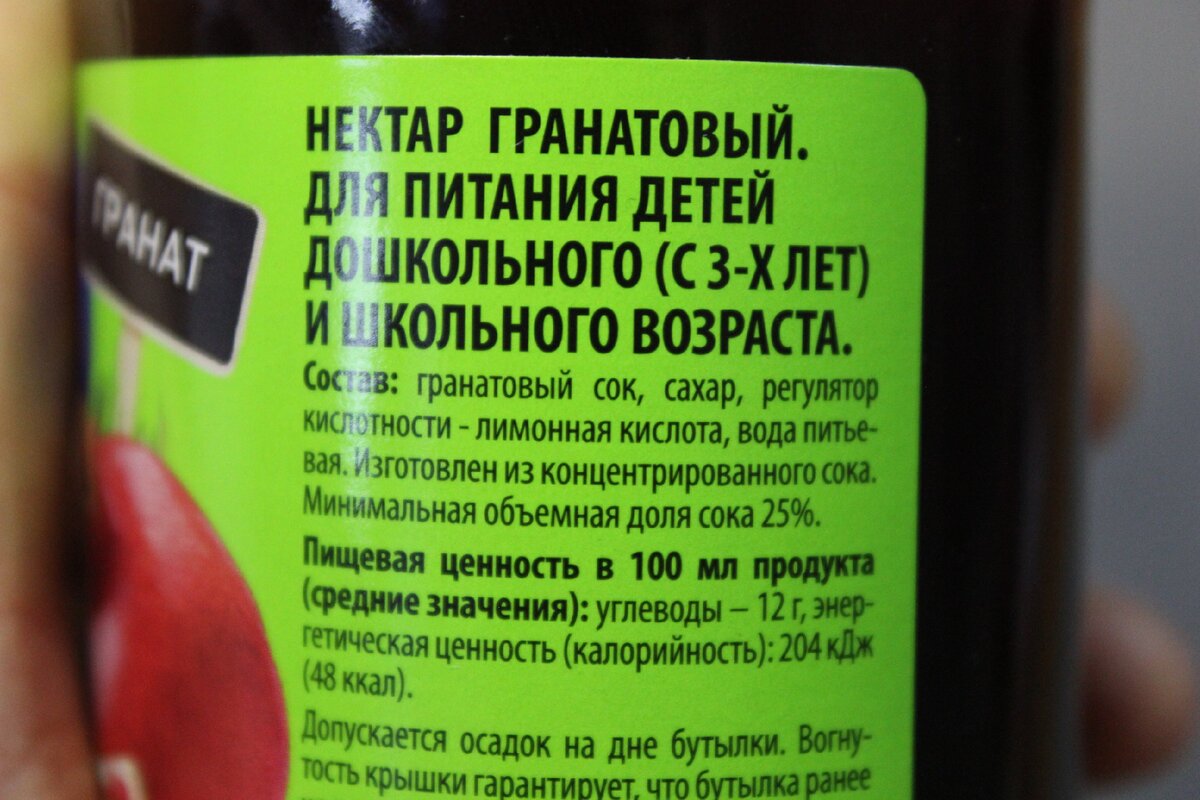 ГРАНАТ
НЕКТАР ГРАНАТОВЫЙ.
ДЛЯ ПИТАНИЯ ДЕТЕЙ
ДОШКОЛЬНОГО (С 3-Х ЛЕТ)
И ШКОЛЬНОГО ВОЗРАСТА.
Состав: гранатовый сок, сахар, регулятор
кислотности - лимонная кислота, вода питье-
вая. Изготовлен из концентрированного сока.
Минимальная объемная доля сока 25%.
Пищевая ценность в 100 мл продукта
(средние значения): углеводы – 12 г, энер-
гетическая ценность (калорийность): 204 кДж
(48 ккал).
Допускается осадок на дне бутылки. Вогну-
тость крышки гарантирует, что бутылка ранее